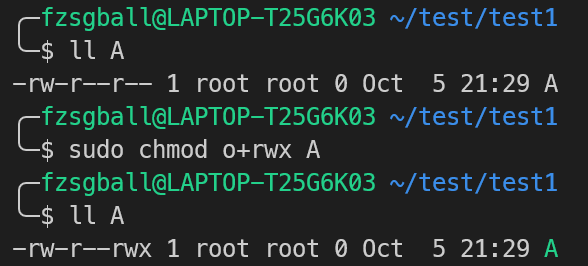 fzsgball@LAPTOP-T25G6K03 ~/test/test1
$ ll A
-rw-r--r-- 1 root root 0 Oct  5 21:29 A
fzsgball@LAPTOP-T25G6K03 ~/test/test1
$ sudo chmod o+rwx A
fzsgball@LAPTOP-T25G6K03 ~/test/test1
$ ll A
-rw-r--rwx 1 root root 0 Oct  5 21:29 A